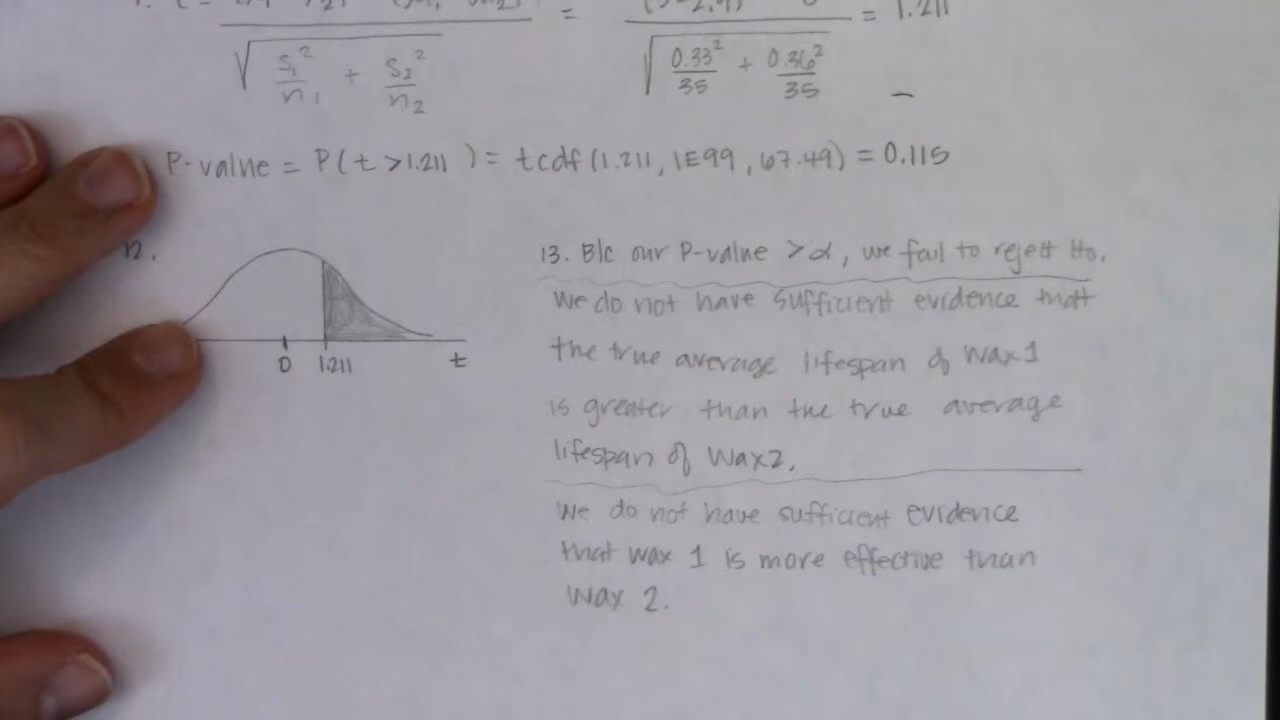 = = 1.211
√ S₁²/n₁ + S₂²/n₂ √ 0.33²/35 + 0.36²/35
P-value = P(t>1.211) = tcdf(1.211, 1E99, 67.49) = 0.115
12.
0 1.211 t
13. B/c our P-value >α, we fail to reject Ho.
We do not have sufficient evidence that
the true average lifespan of wax 1
is greater than the true average
lifespan of Wax2.
We do not have sufficient evidence
that wax 1 is more effective than
wax 2.